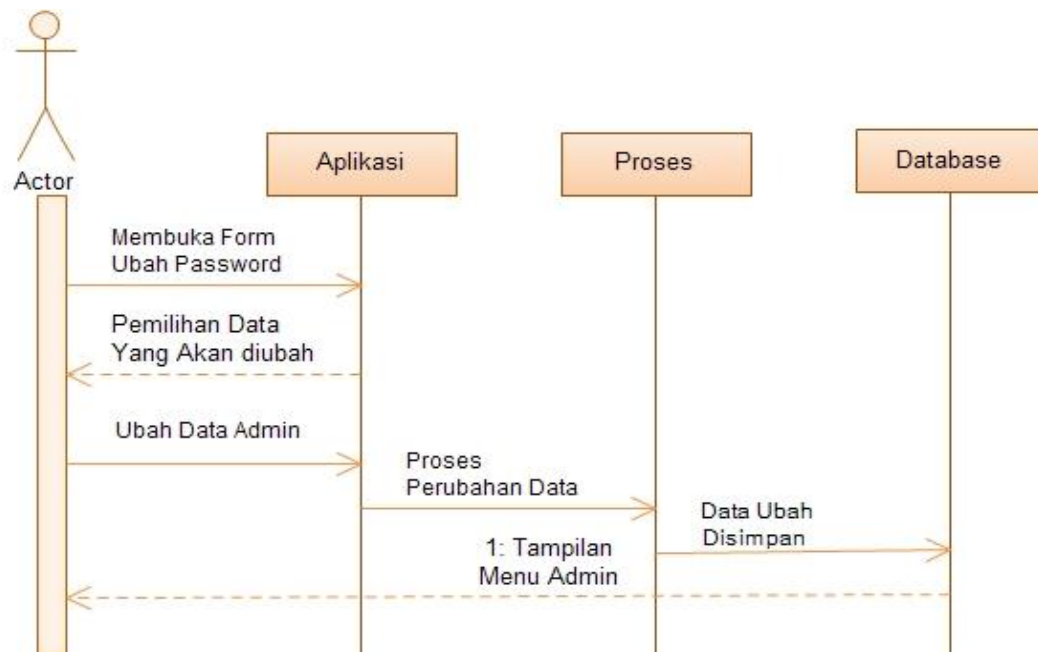 Actor
Aplikasi
Proses
Database
Membuka Form
Ubah Password
Pemilihan Data
Yang Akan diubah
Ubah Data Admin
Proses
Perubahan Data
Data Ubah
Disimpan
1: Tampilan
Menu Admin